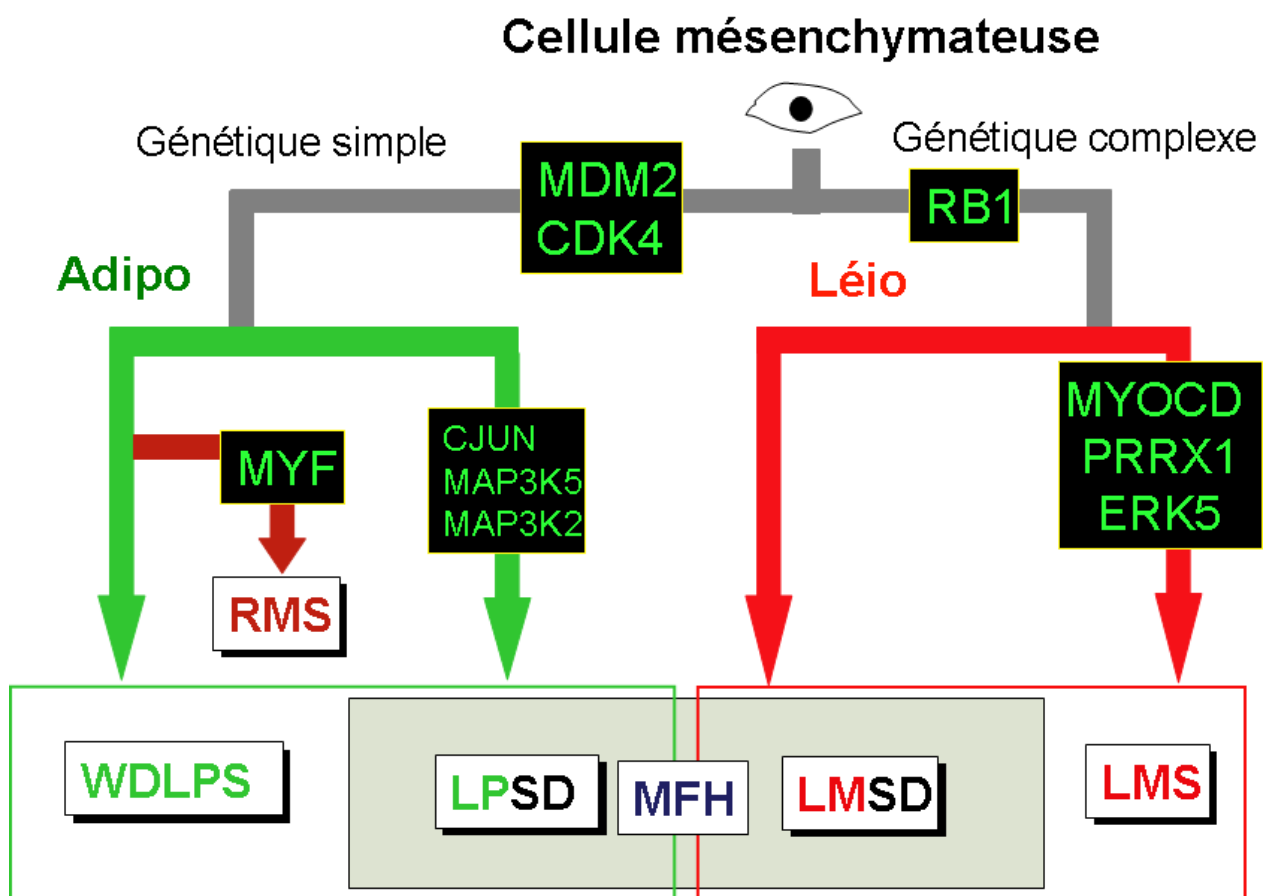 Cellule mésenchymateuse
Génétique simple
Génétique complexe
MDM2
CDK4
RB1
Adipo
Léio
MYF
CJUN
MAP3K5
MAP3K2
MYOCD
PRRX1
ERK5
RMS
WDLPS
LPSD
MFH
LMSD
LMS